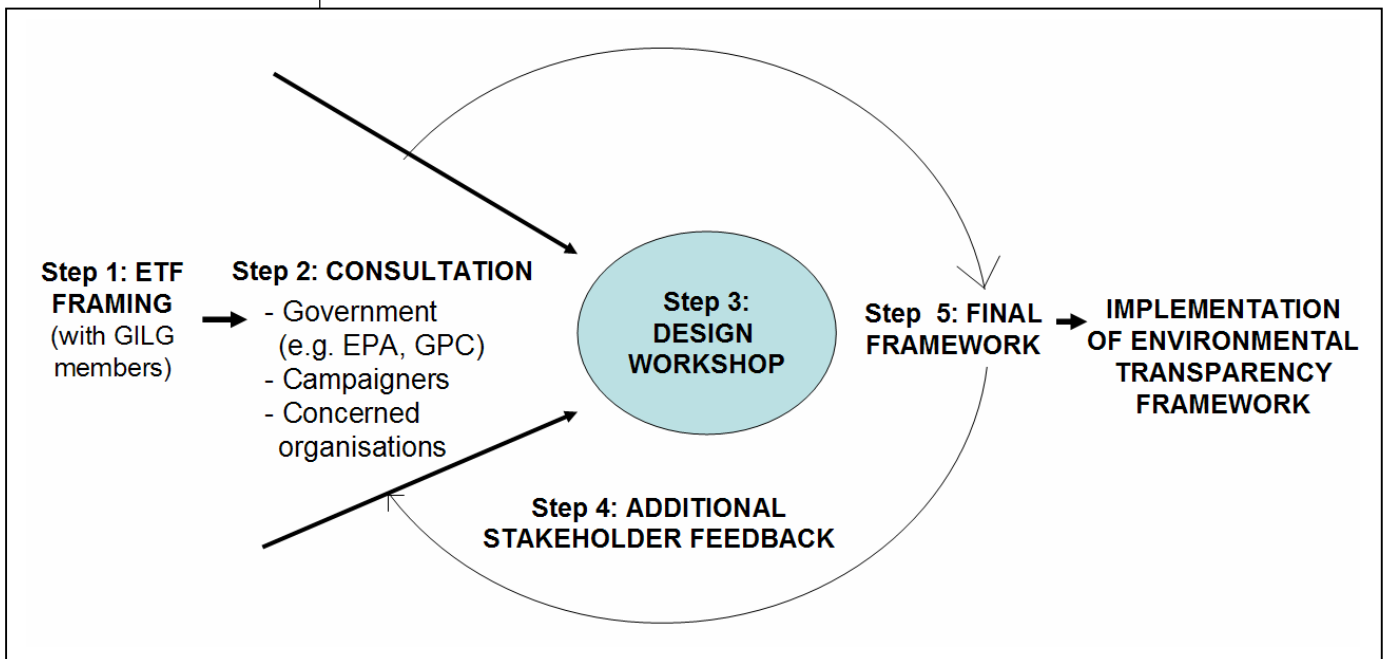 Step 1: ETF
FRAMING
(with GILG
members)
Step 2: CONSULTATION
- Government
(e.g. EPA, GPC)
- Campaigners
- Concerned
organisations
Step 3:
DESIGN
WORKSHOP
Step 4: ADDITIONAL
STAKEHOLDER FEEDBACK
Step 5: FINAL
FRAMEWORK
IMPLEMENTATION
OF ENVIRONMENTAL
TRANSPARENCY
FRAMEWORK